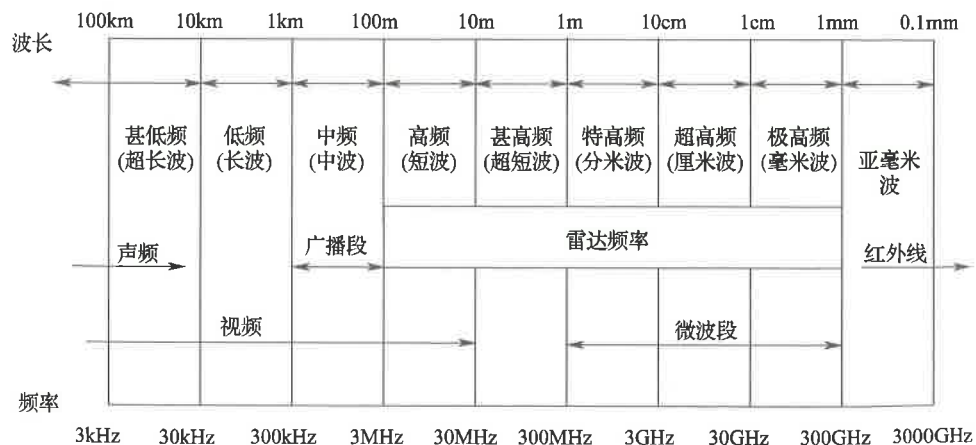 100km 10km 1km 100m 10m 1m 10cm 1cm 1mm 0.1mm
波长
甚低频 低频 中频 高频 甚高频 特高频 超高频 极高频 亚毫米
(超长波) (长波) (中波) (短波) (超短波) (分米波) (厘米波) (毫米波) 波
雷达频率
声频 广播段 红外线
视频 微波段
频率
3kHz 30kHz 300kHz 3MHz 30MHz 300MHz 3GHz 30GHz 300GHz 3000GHz